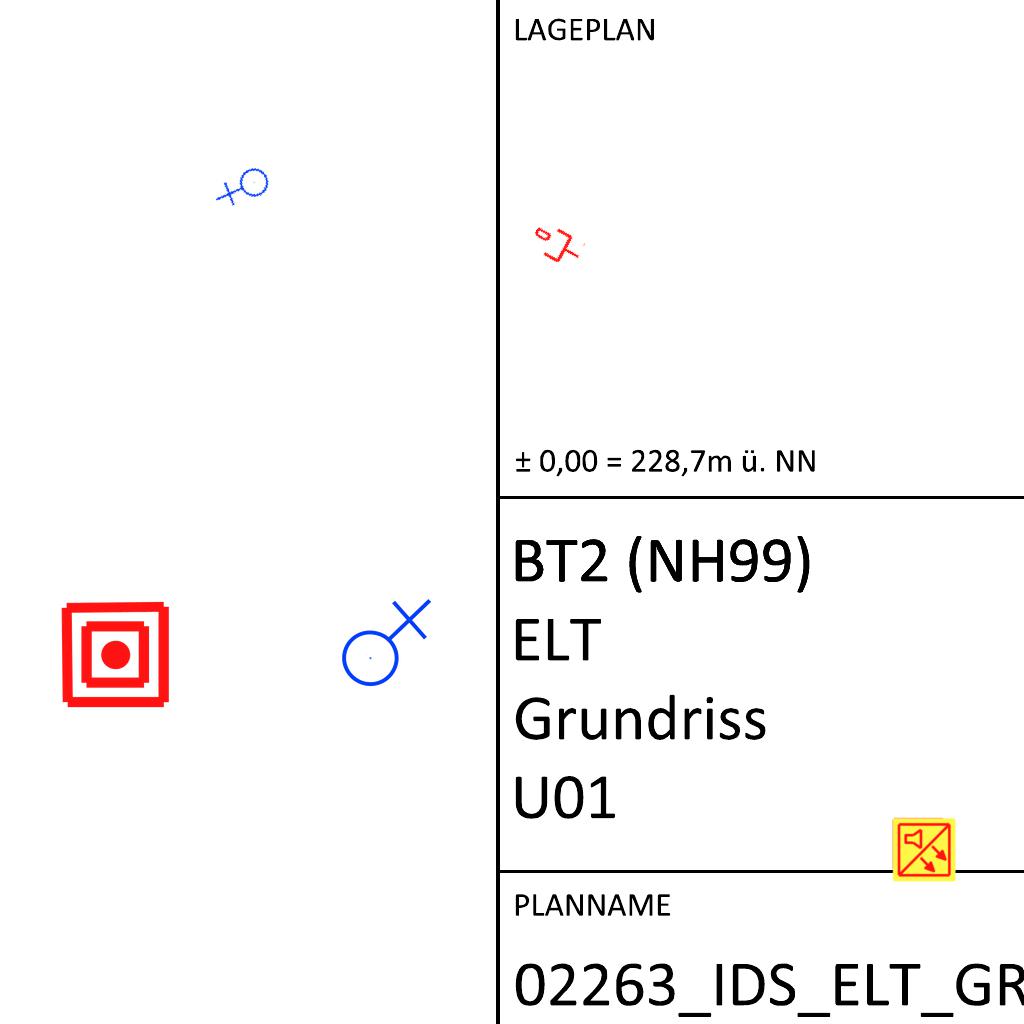 LAGEPLAN
± 0,00 = 228,7m ü. NN
BT2 (NH99)
ELT
Grundriss
U01
PLANNAME
02263_IDS_ELT_GR